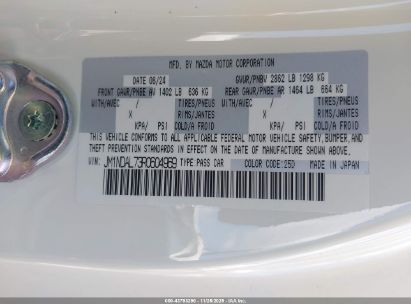 MFD. BY MAZDA MOTOR CORPORATION
DATE 06/24 GVWR/PNBV 2862 LB 1298 KG
FRONT GAWR/PNBE AV 1402 LB 636 KG REAR GAWR/PNBE AR 1464 LB 664 KG
WITH/AVEC / TIRES/PNEUS WITH/AVEC / TIRES/PNEUS
X RIMS/JANTES X RIMS/JANTES
KPA/ PSI COLD/A FROID KPA/ PSI COLD/A FROID
THIS VEHICLE CONFORMS TO ALL APPLICABLE FEDERAL MOTOR VEHICLE SAFETY, BUMPER,
AND THEFT PREVENTION STANDARDS IN EFFECT ON THE DATE OF MANUFACTURE SHOWN
ABOVE.
JM1NDAL73R0604969 TYPE PASS CAR COLOR CODE:25D MADE IN JAPAN